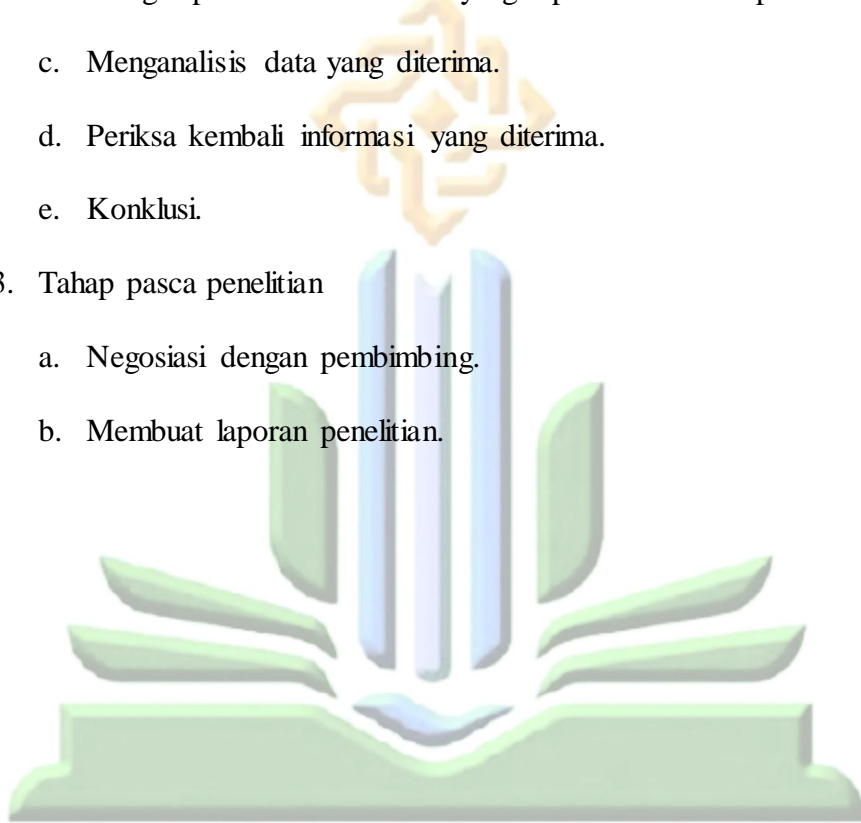 c. Menganalisis data yang diterima.
d. Periksa kembali informasi yang diterima.
e. Konklusi.
3. Tahap pasca penelitian
a. Negosiasi dengan pembimbing.
b. Membuat laporan penelitian.